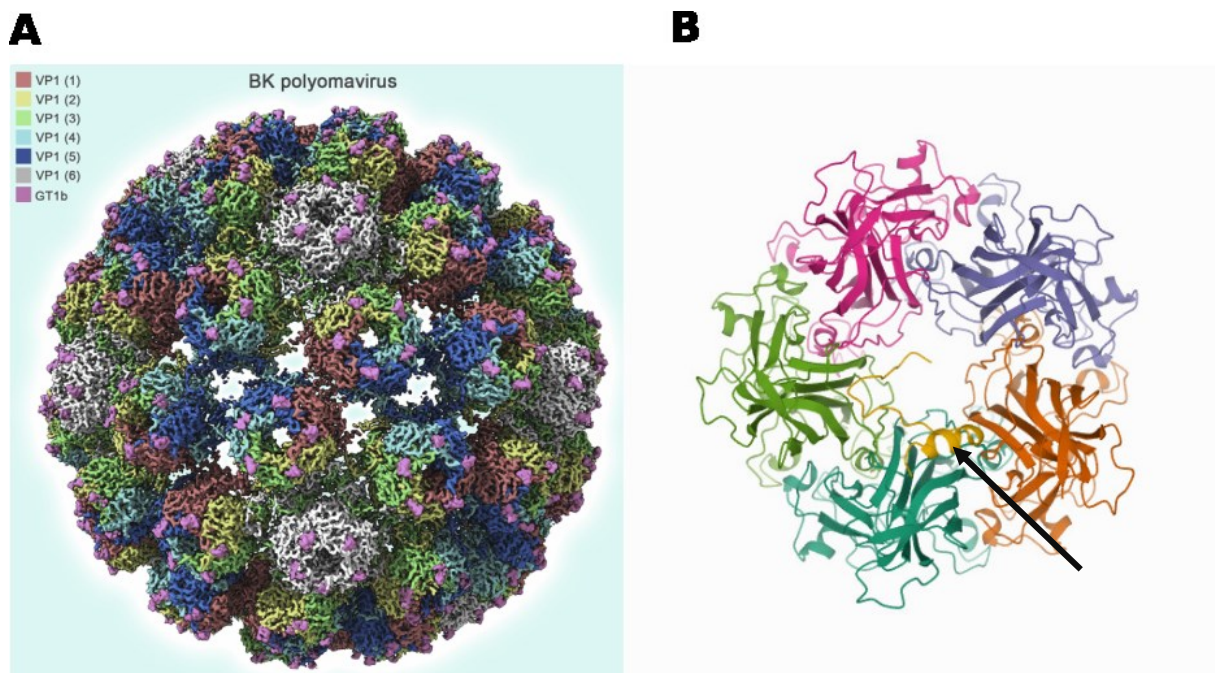 A
B
BK polyomavirus
VP1 (1)
VP1 (2)
VP1 (3)
VP1 (4)
VP1 (5)
VP1 (6)
GT1b